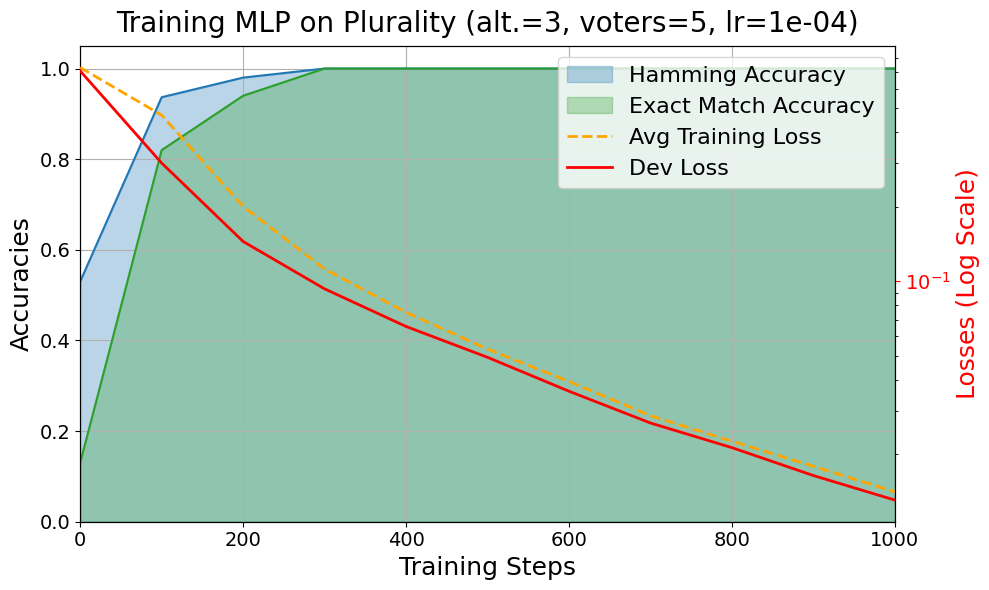 Training MLP on Plurality (alt.=3, voters=5, lr=1e-04)
Hamming Accuracy
Exact Match Accuracy
Avg Training Loss
Dev Loss
Accuracies
1.0
0.8
0.6
0.4
0.2
0.0
0
200
400
600
800
1000
Training Steps
10⁻¹
Losses (Log Scale)